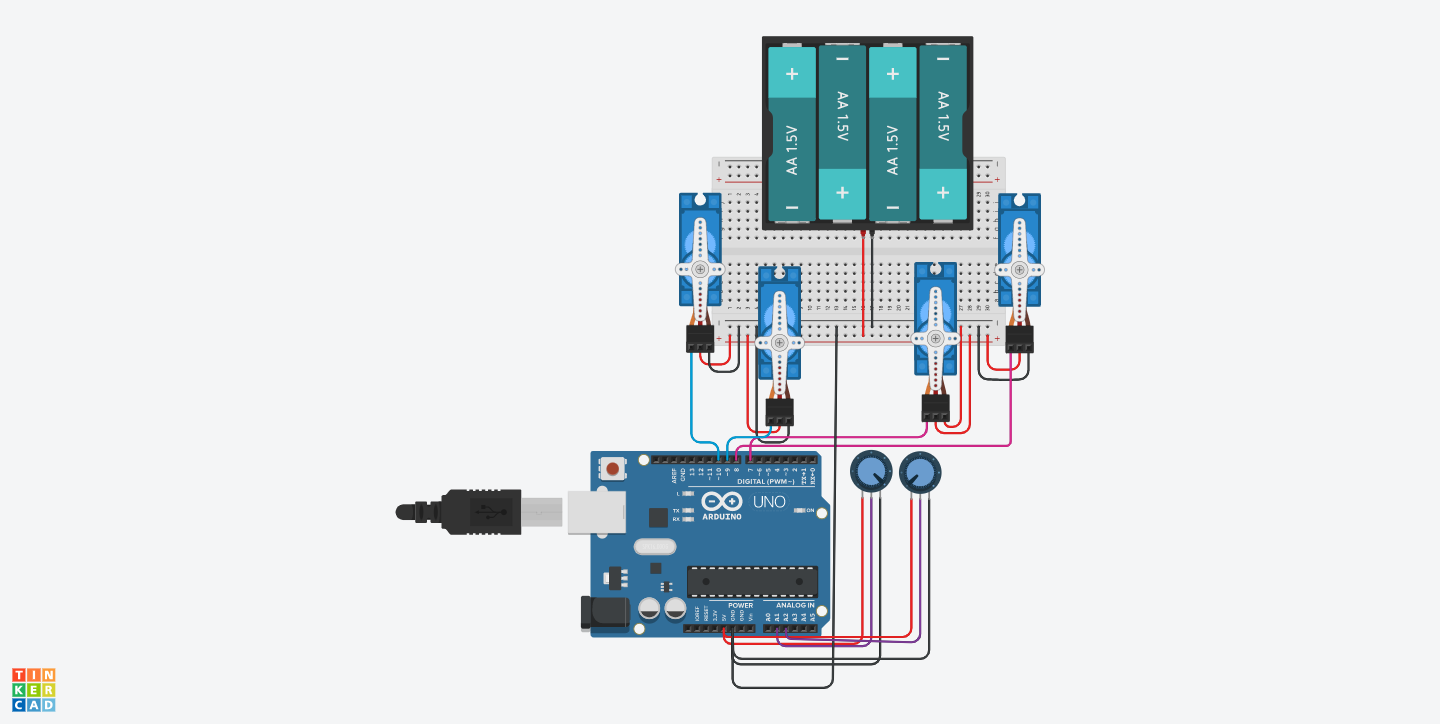 AA 1.5V
AA 1.5V
AA 1.5V
AA 1.5V
AREF
GND
13
12
~11
~10
~9
8
7
~6
~5
4
~3
2
TX→1
RX←0
DIGITAL (PWM~)
L
TX
RX
ARDUINO
UNO
ON
POWER
ANALOG IN
IOREF
RESET
3.3V
5V
GND
GND
Vin
A0
A1
A2
A3
A4
A5
TIN
KER
CAD